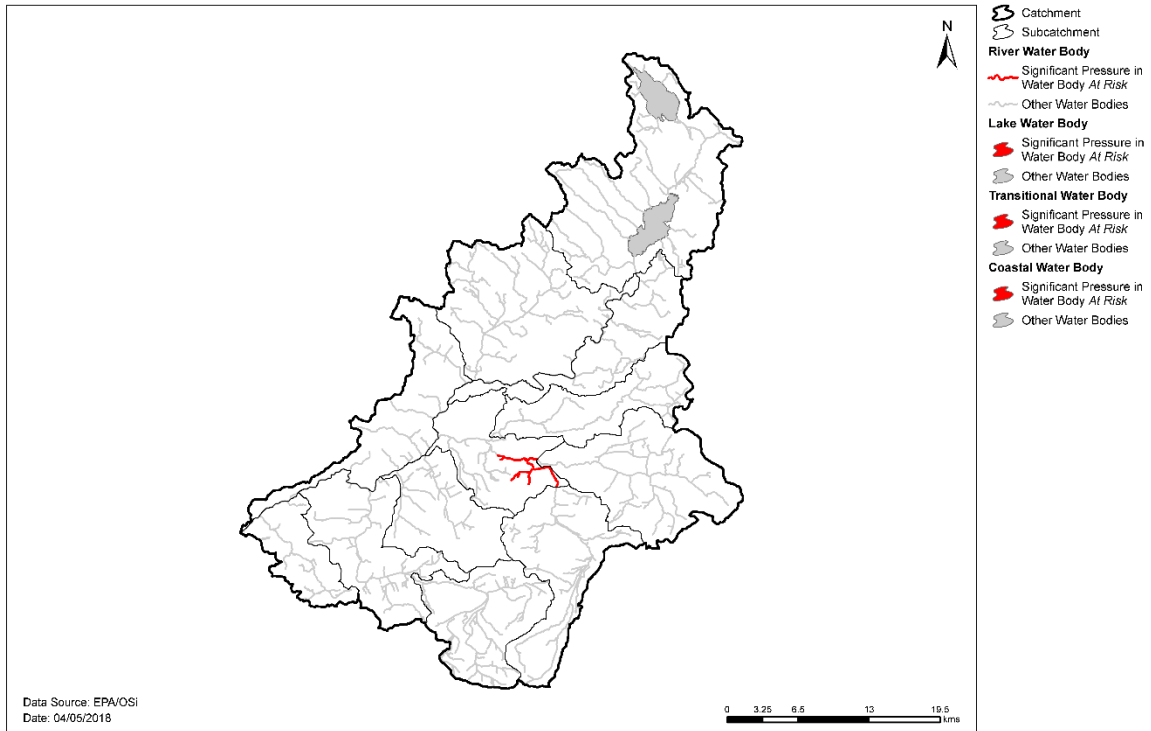 N
Data Source: EPA/OSi
Date: 04/05/2018
0 3.25 6.5 13 19.5
kms
Catchment
Subcatchment
River Water Body
Significant Pressure in
Water Body At Risk
Other Water Bodies
Lake Water Body
Significant Pressure in
Water Body At Risk
Other Water Bodies
Transitional Water Body
Significant Pressure in
Water Body At Risk
Other Water Bodies
Coastal Water Body
Significant Pressure in
Water Body At Risk
Other Water Bodies